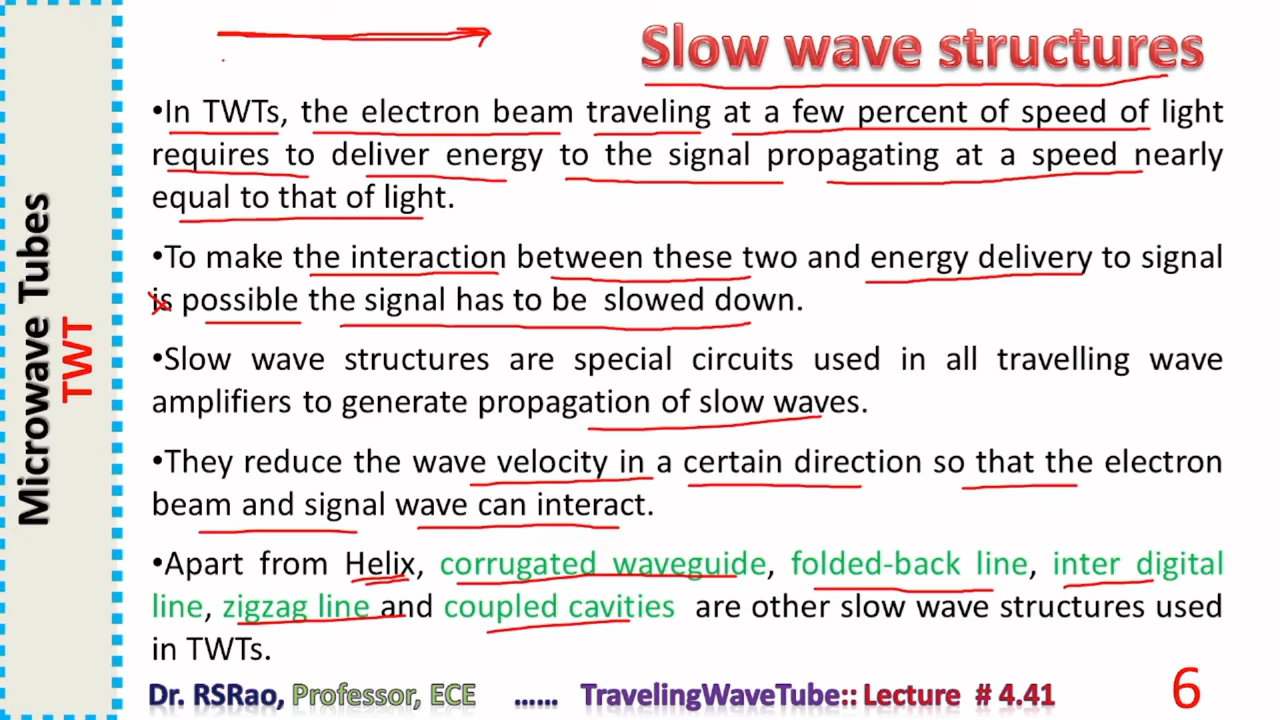 Slow wave structures
•In TWTs, the electron beam traveling at a few percent of speed of light
requires to deliver energy to the signal propagating at a speed nearly
equal to that of light.
•To make the interaction between these two and energy delivery to signal
is possible the signal has to be slowed down.
•Slow wave structures are special circuits used in all travelling wave
amplifiers to generate propagation of slow waves.
•They reduce the wave velocity in a certain direction so that the electron
beam and signal wave can interact.
•Apart from Helix, corrugated waveguide, folded-back line, inter digital
line, zigzag line and coupled cavities are other slow wave structures used
in TWTs.
Microwave Tubes
TWT
Dr. RSRao, Professor, ECE ...... TravelingWaveTube:: Lecture # 4.41
6